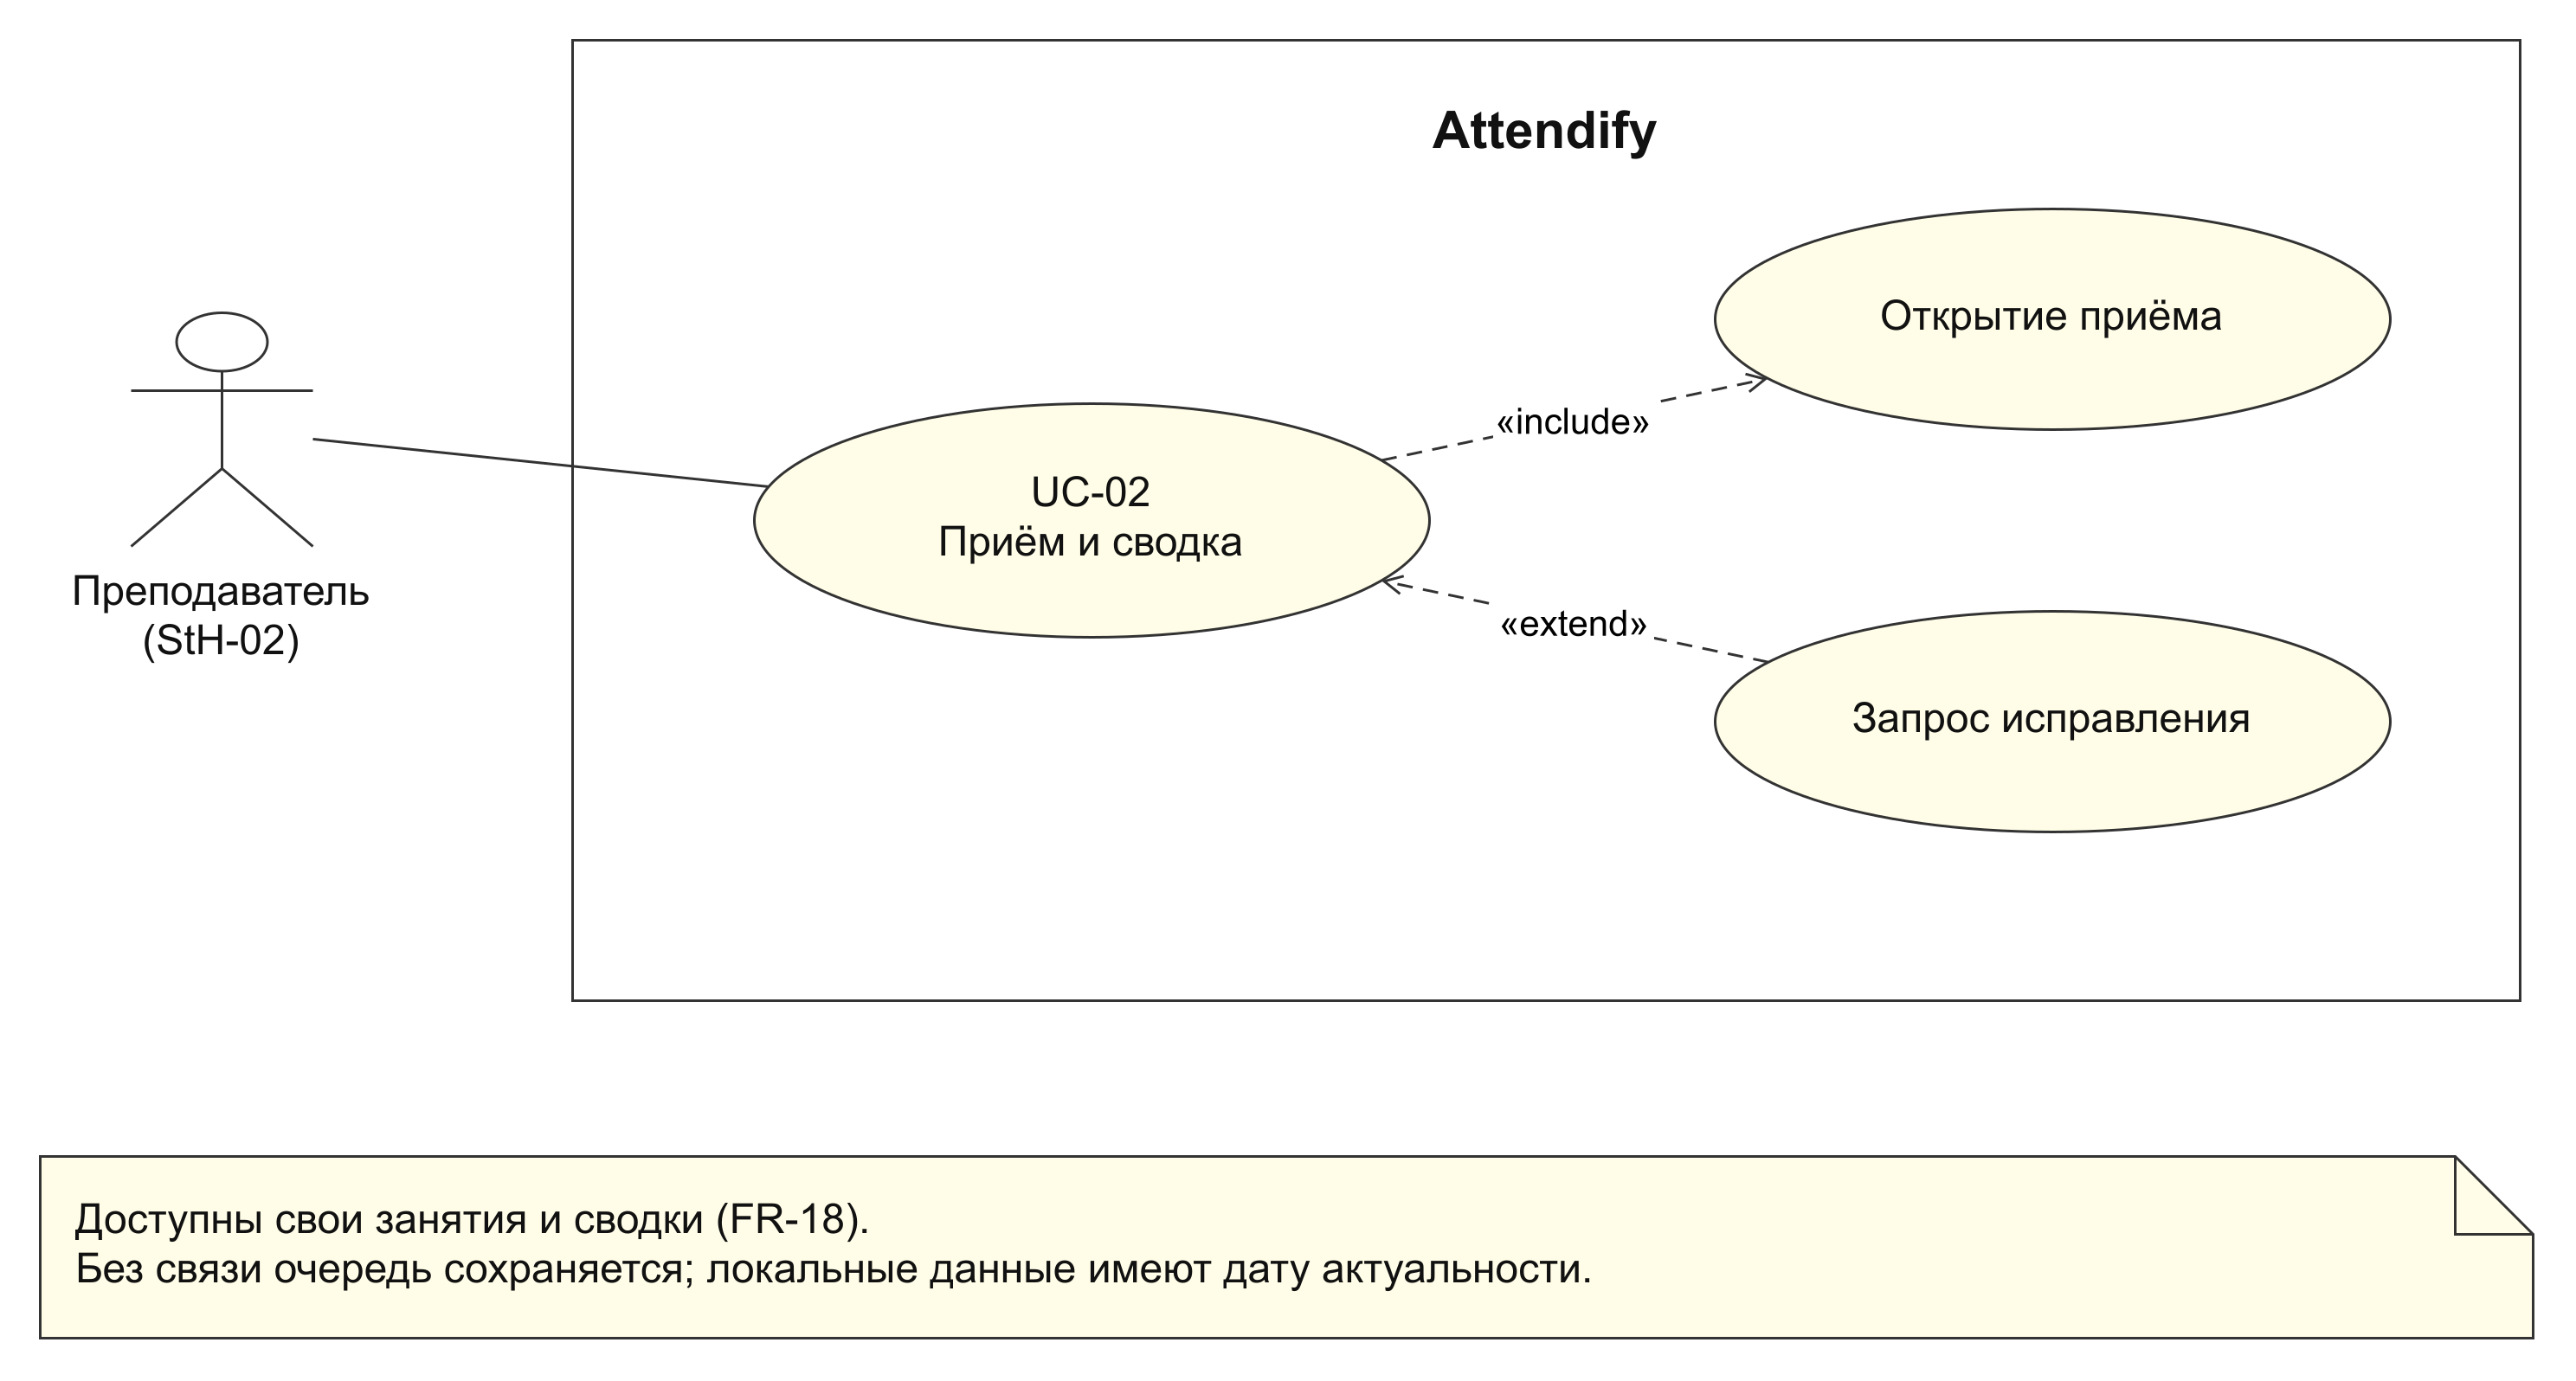 Attendify
Открытие приёма
«include»
UC-02
Приём и сводка
Преподаватель
(StH-02)
«extend»
Запрос исправления
Доступны свои занятия и сводки (FR-18).
Без связи очередь сохраняется; локальные данные имеют дату актуальности.